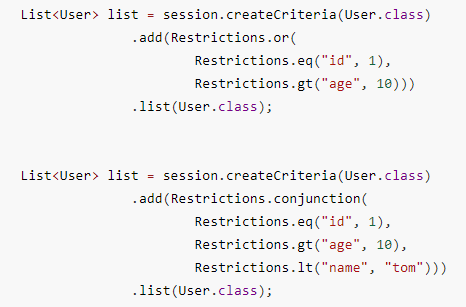 List<User> list = session.createCriteria(User.class)
.add(Restrictions.or(
Restrictions.eq("id", 1),
Restrictions.gt("age", 10)))
.list(User.class);
List<User> list = session.createCriteria(User.class)
.add(Restrictions.conjunction(
Restrictions.eq("id", 1),
Restrictions.gt("age", 10),
Restrictions.lt("name", "tom")))
.list(User.class);